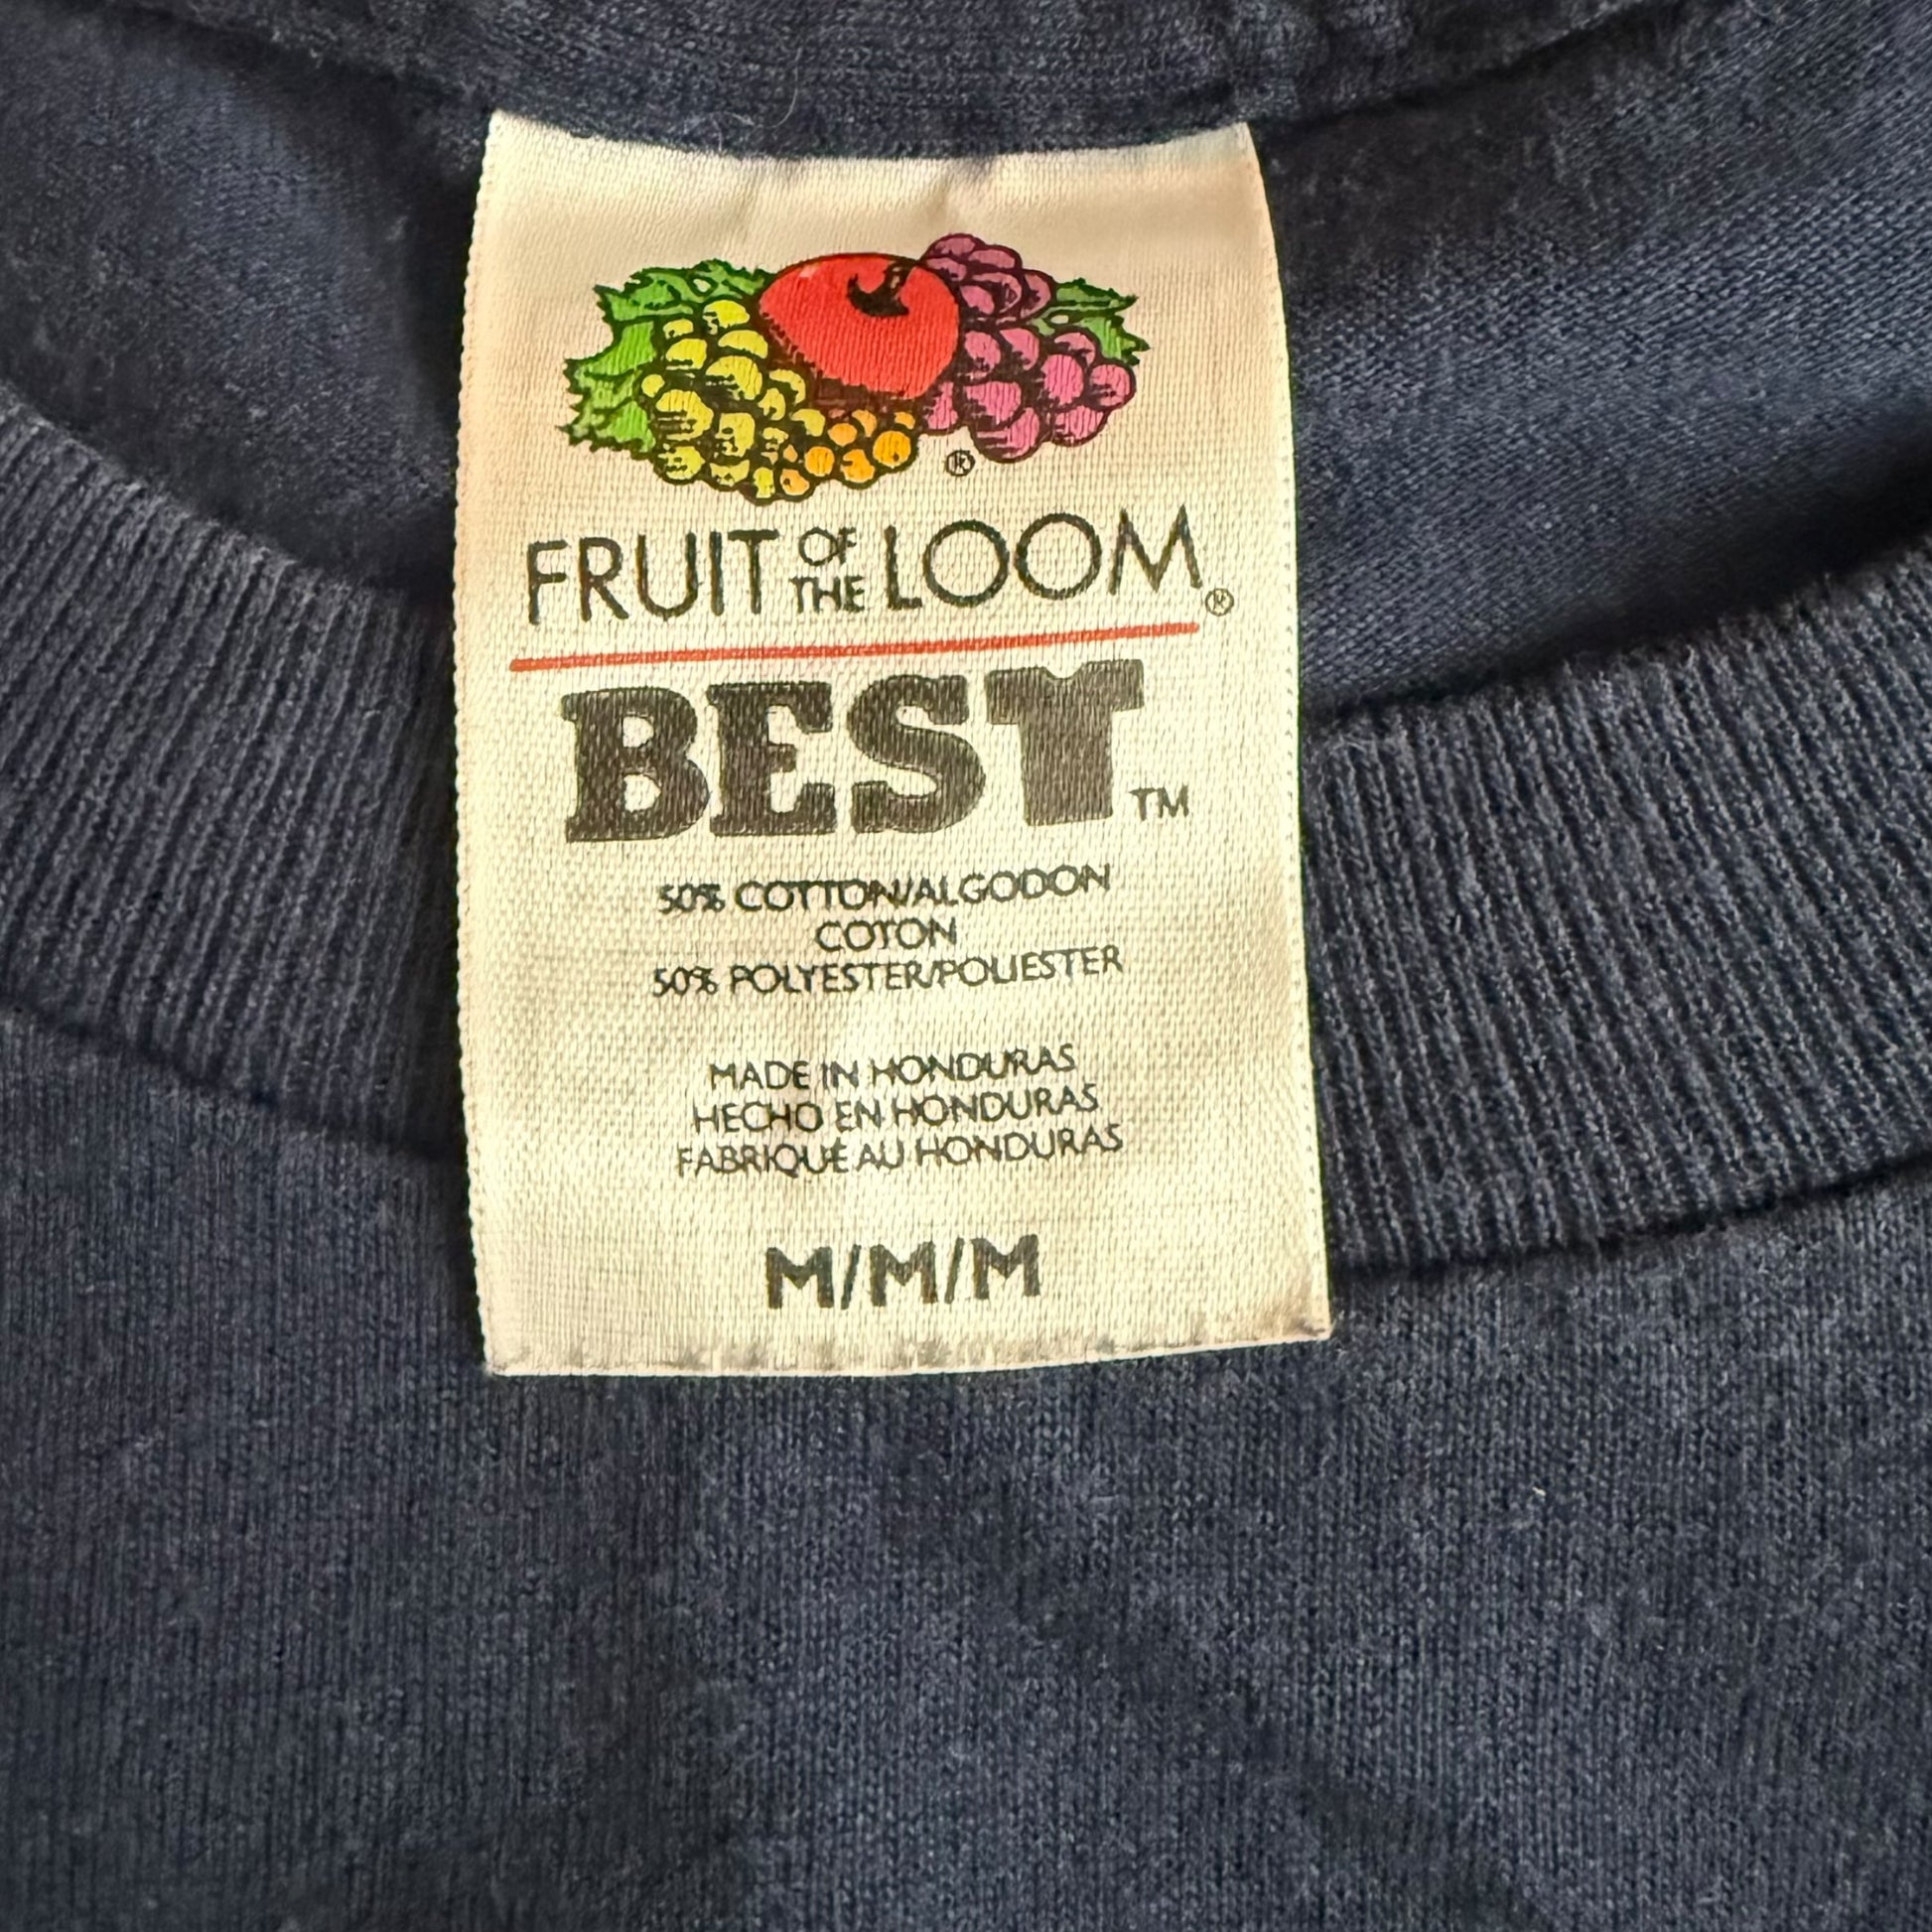 ®
FRUIT OF THE LOOM®
BEST™
50% COTTON/ALGODON
COTON
50% POLYESTER/POLIESTER
MADE IN HONDURAS
HECHO EN HONDURAS
FABRIQUÉ AU HONDURAS
M/M/M